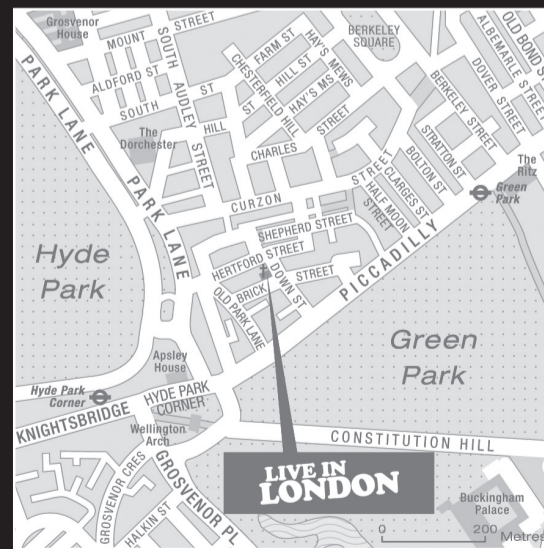 Grosvenor
House
MOUNT
STREET
SOUTH AUDLEY STREET
ALDFORD ST
SOUTH
ST
FARM ST
HAY'S MEWS
HILL ST
CHESTERFIELD HILL
HAY'S MS
STREET
BERKELEY
SQUARE
OLD BOND S
ALBEMARLE STREET
DOVER STREET
BERKELEY STREET
STRATTON ST
BOLTON ST
CLARGES ST
HALF MOON
STREET
PARK LANE
The
Dorchester
HILL
ST
CHARLES
The
Ritz
Green
Park
PARK LANE
CURZON
STREET
SHEPHERD STREET
HERTFORD STREET
DOWN ST
BRICK
STREET
OLD PARK LANE
PICCADILLY
Hyde
Park
Green
Park
Apsley
House
Hyde Park
Corner
KNIGHTSBRIDGE
HYDE PARK
CORNER
Wellington
Arch
CONSTITUTION HILL
GROSVENOR CRES
GROSVENOR PL
HALKIN ST
LIVE IN
LONDON
Buckingham
Palace
0
200
Metres